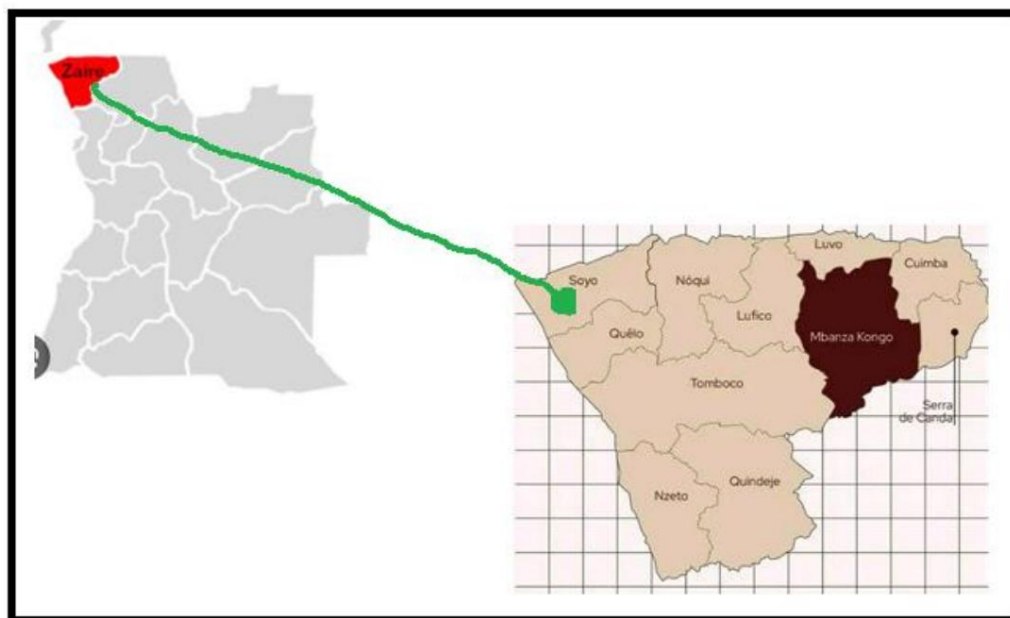 Zaire
Luvo
Cuimba
Soyo
Nóqui
Lufico
Quêlo
Mbanza Kongo
Tomboco
Serra
de Canda
Nzeto
Quindeje